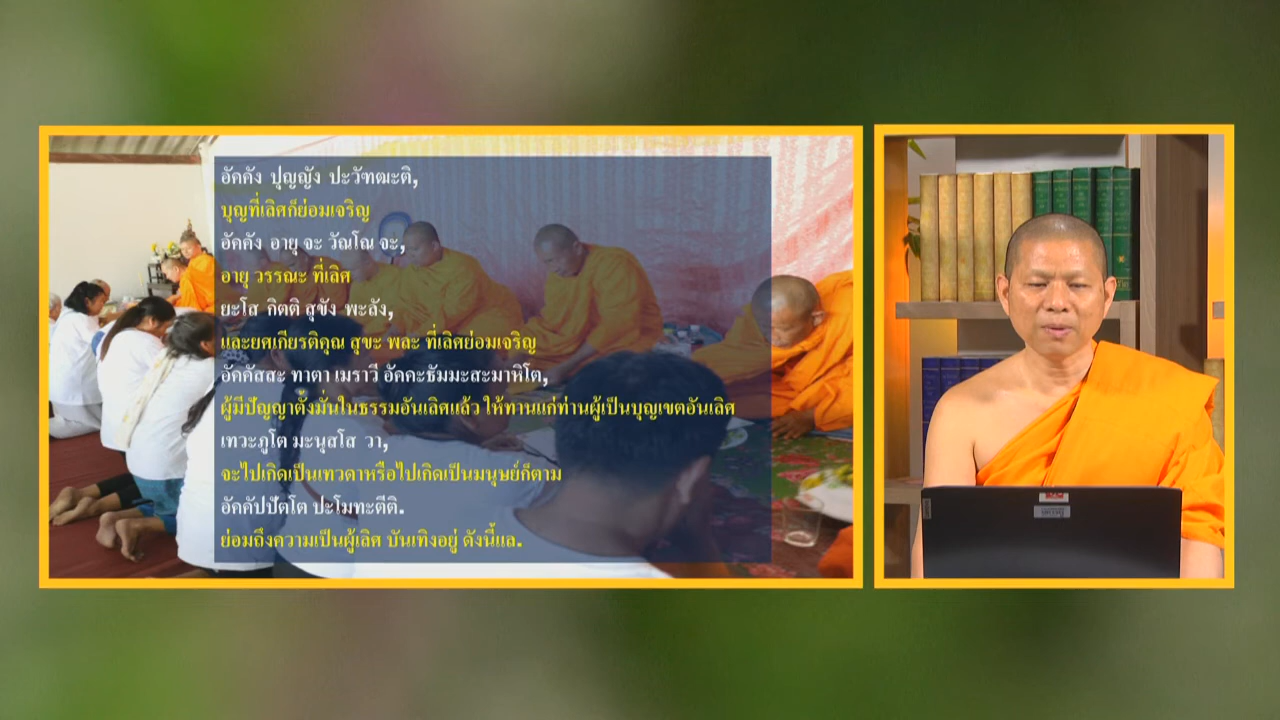 อัคคัง ปุญญัง ปะวัฑฒะติ,
บุญที่เลิศก็ย่อมเจริญ
อัคคัง อายุ จะ วัณโณ จะ,
อายุ วรรณะ ที่เลิศ
ยะโส กิตติ สุขัง พะลัง,
และยศเกียรติคุณ สุขะ พละ ที่เลิศย่อมเจริญ
อัคคัสสะ ทาตา เมธาวี อัคคะธัมมะสะมาหิโต,
ผู้มีปัญญาตั้งมั่นในธรรมอันเลิศแล้ว ให้ทานแก่ท่านผู้เป็นบุญเขตอันเลิศ
เทวะภูโต มะนุสโส วา,
จะไปเกิดเป็นเทวดาหรือไปเกิดเป็นมนุษย์ก็ตาม
อัคคัปปัตโต ปะโมทะตีติ.
ย่อมถึงความเป็นผู้เลิศ บันเทิงอยู่ ดังนี้แล.